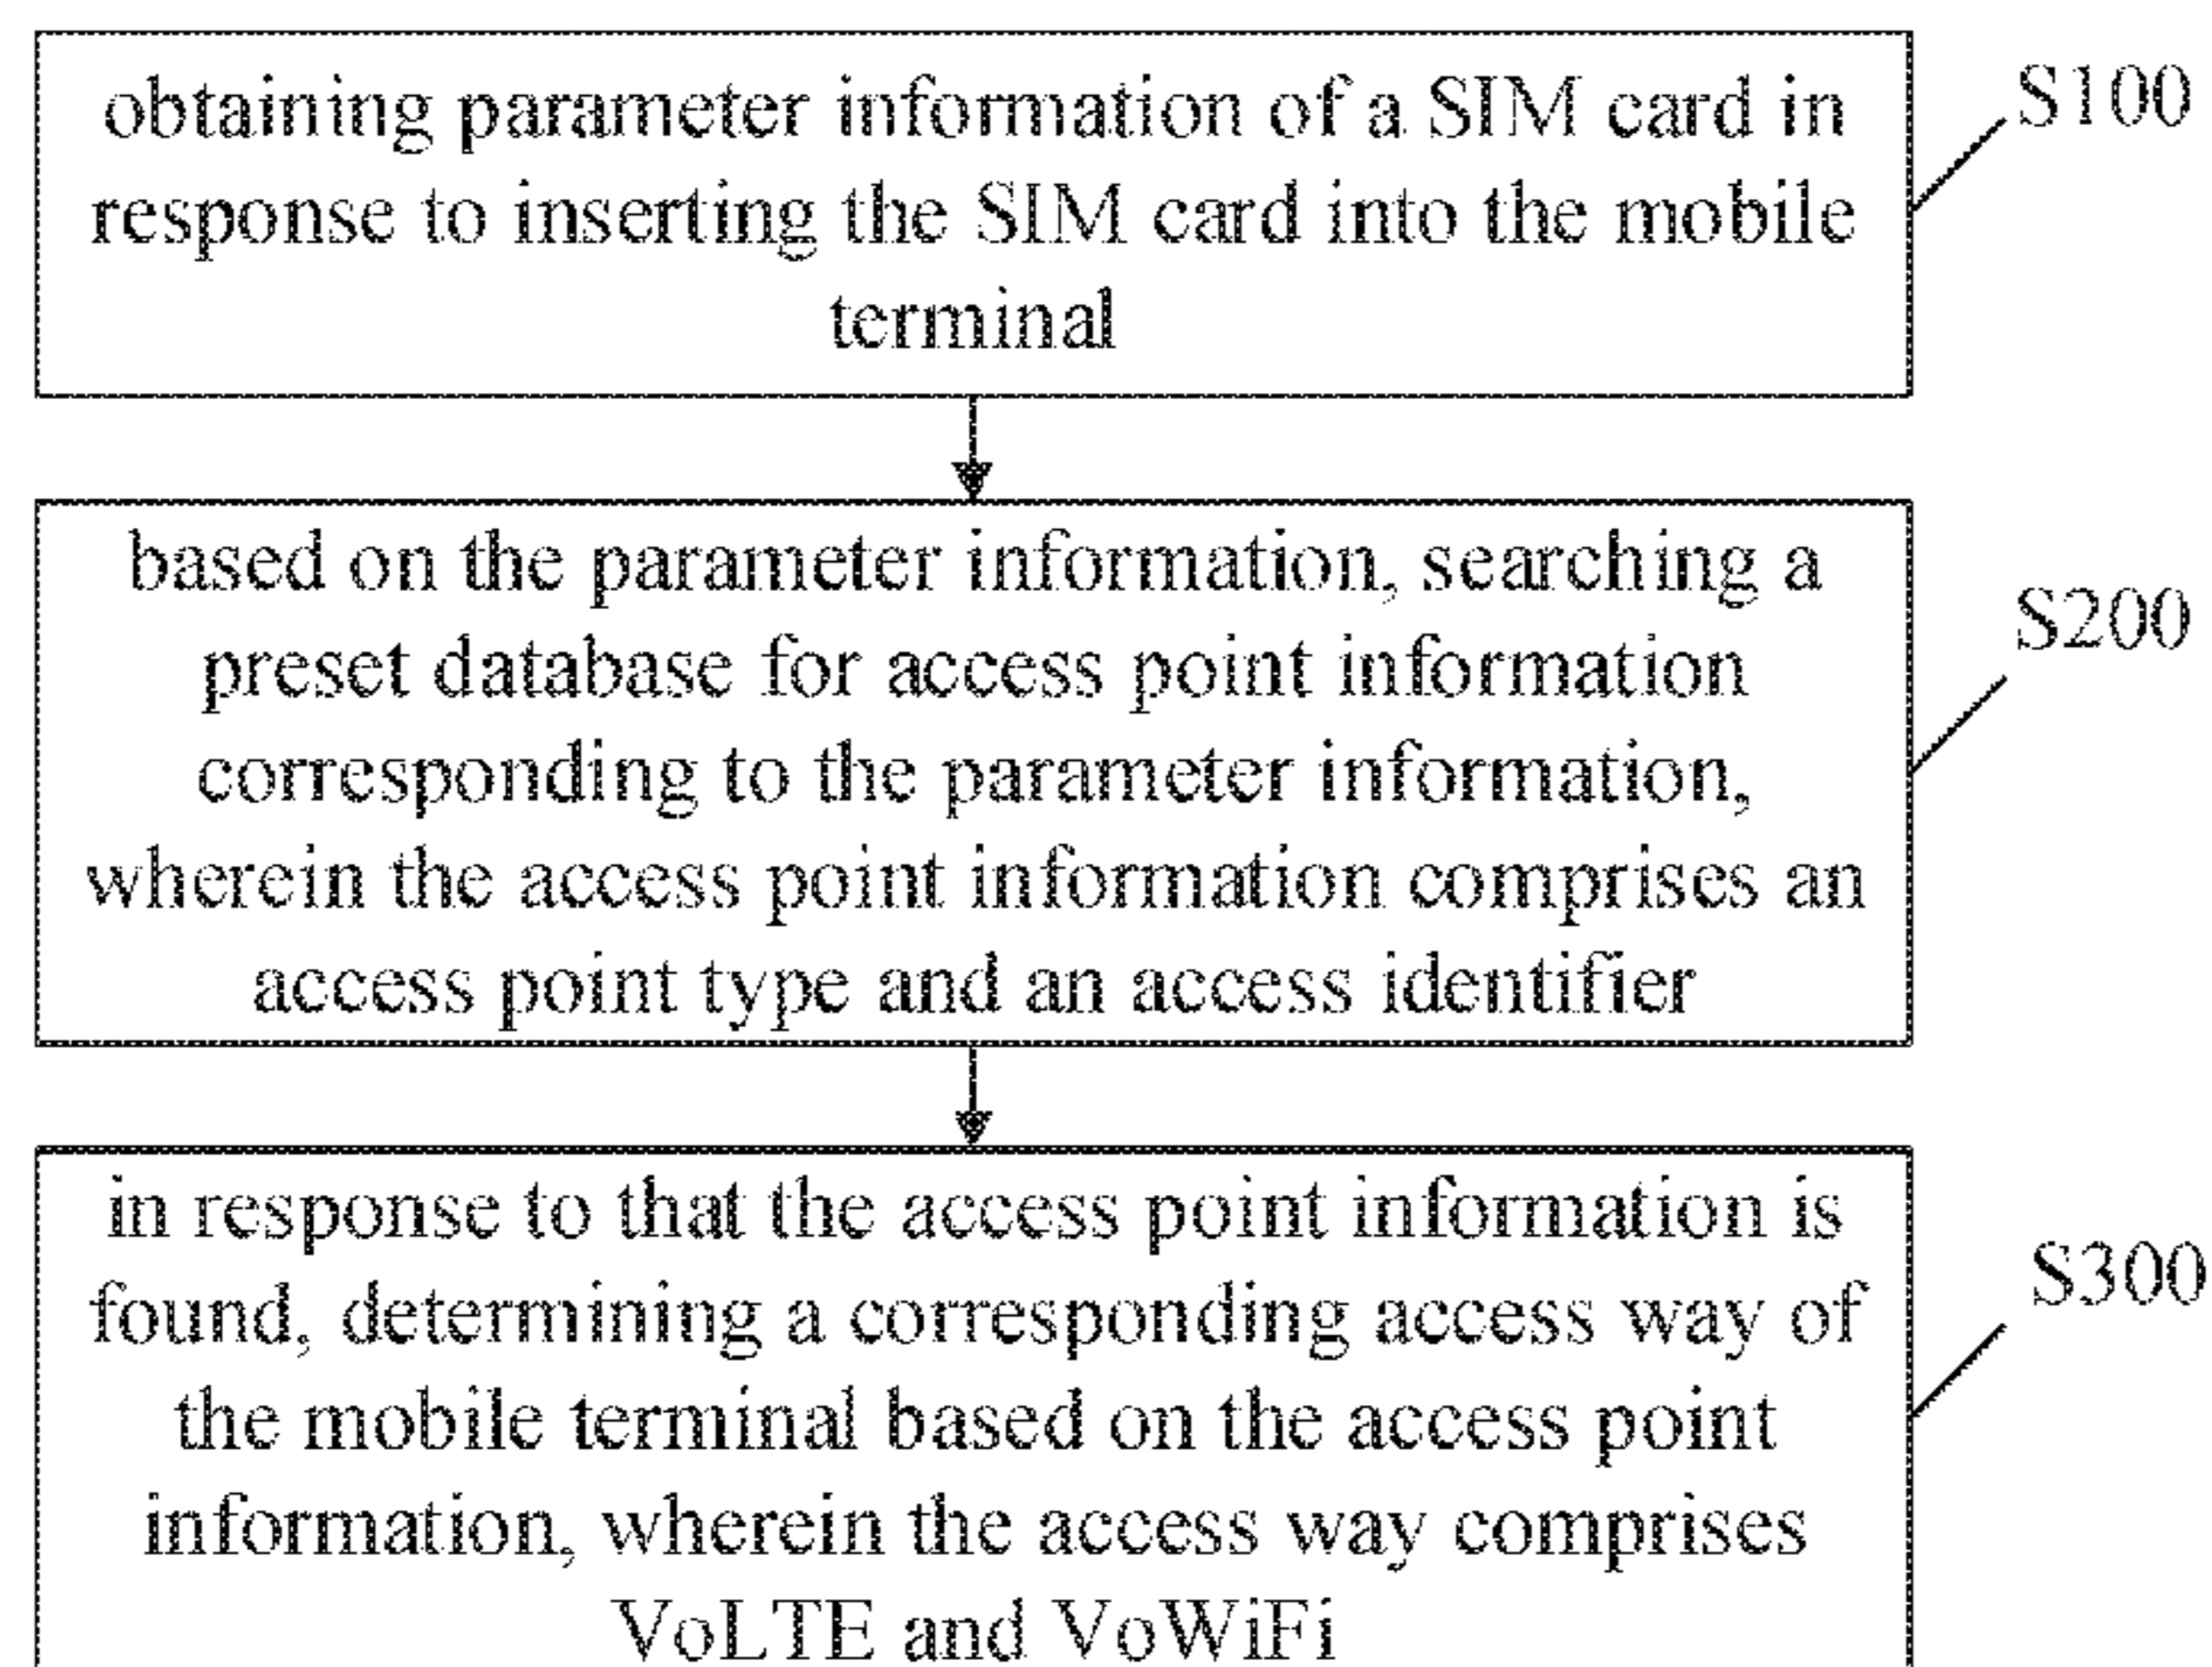 obtaining parameter information of a SIM card in
response to inserting the SIM card into the mobile
terminal
S100
based on the parameter information, searching a
preset database for access point information
corresponding to the parameter information,
wherein the access point information comprises an
access point type and an access identifier
S200
in response to that the access point information is
found, determining a corresponding access way of
the mobile terminal based on the access point
information, wherein the access way comprises
VoLTE and VoWiFi
S300